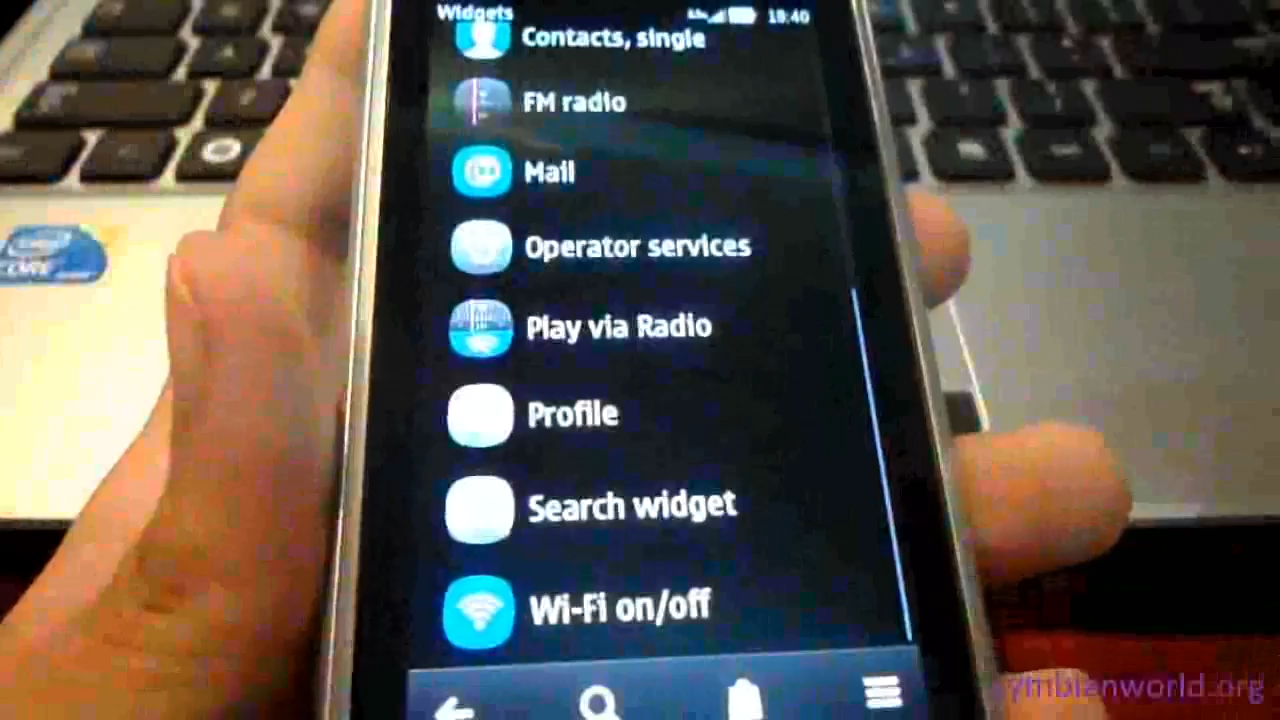 Widgets 19:40
Contacts, single
FM radio
Mail
Operator services
Play via Radio
Profile
Search widget
Wi-Fi on/off
ymbianworld.org